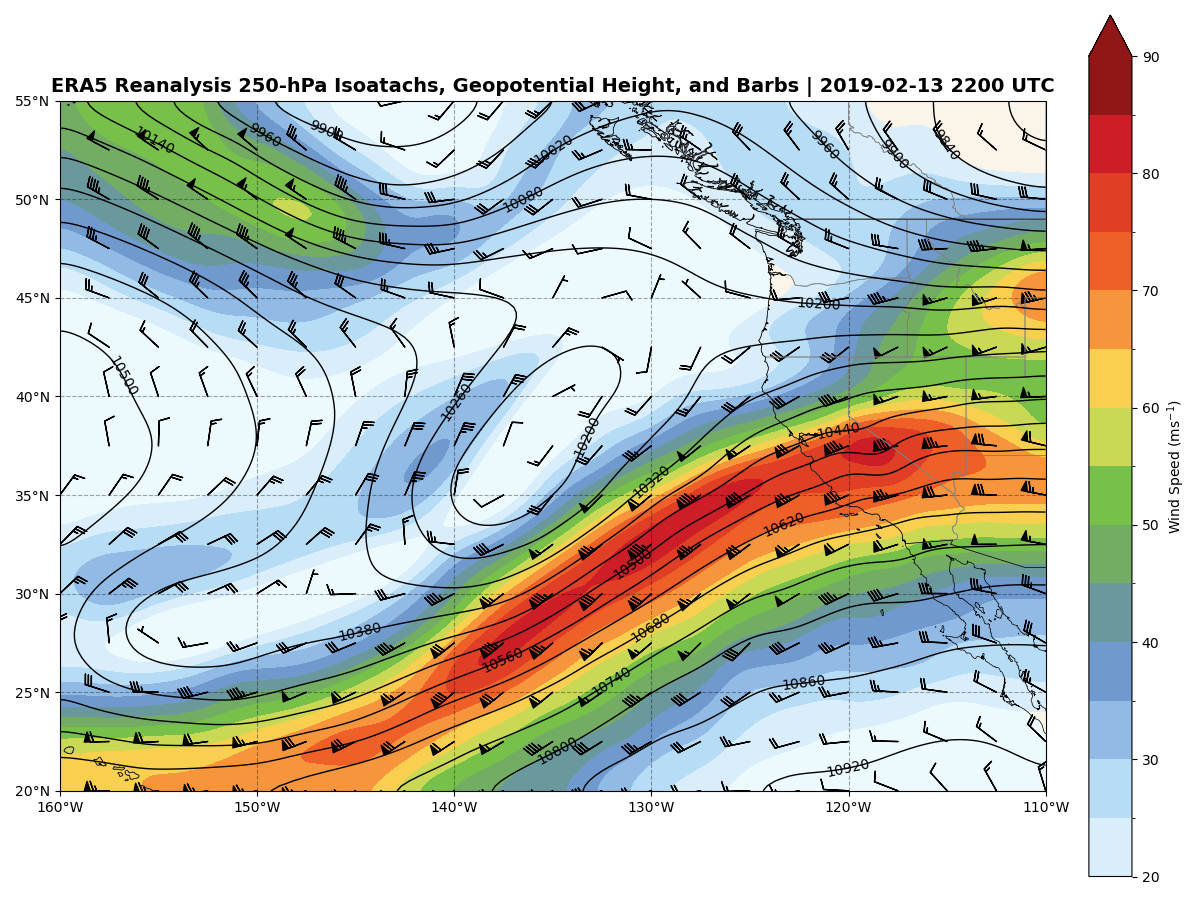 ERA5 Reanalysis 250-hPa Isoatachs, Geopotential Height, and Barbs | 2019-02-13 2200 UTC
90
80
70
60
50
40
30
20
Wind Speed (ms⁻¹)
55°N
50°N
45°N
40°N
35°N
30°N
25°N
20°N
160°W
150°W
140°W
130°W
120°W
110°W
10140
9960
9900
10020
10080
9960
9900
9840
10200
10500
10260
10200
10320
10440
10500
10620
10380
10560
10680
10740
10860
10800
10920